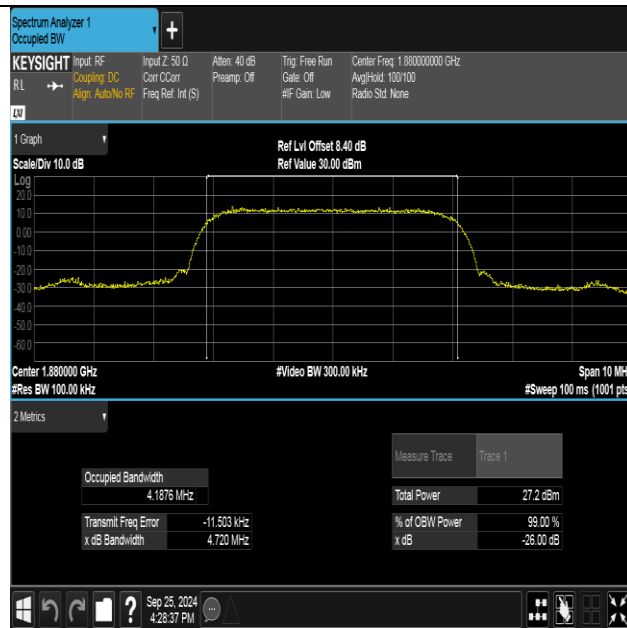 Spectrum Analyzer 1
Occupied BW
+
KEYSIGHT Input: RF Input Z: 50 Ω Atten: 40 dB Trig: Free Run Center Freq: 1.880000000 GHz
RL Coupling: DC Corr CCorr Preamp: Off Gate: Off Avg|Hold: 100/100
Align: Auto/No RF Freq Ref: Int (S) #IF Gain: Low Radio Std: None
LXI
1 Graph Ref Lvl Offset 8.40 dB
Scale/Div 10.0 dB Ref Value 30.00 dBm
Log
20.0
10.0
0.00
-10.0
-20.0
-30.0
-40.0
-50.0
-60.0
Center 1.880000 GHz #Video BW 300.00 kHz Span 10 MH
#Res BW 100.00 kHz #Sweep 100 ms (1001 pts
2 Metrics
Measure Trace Trace 1
Occupied Bandwidth
4.1876 MHz Total Power 27.2 dBm
Transmit Freq Error -11.503 kHz % of OBW Power 99.00 %
x dB Bandwidth 4.720 MHz x dB -26.00 dB
? Sep 25, 2024
4:28:37 PM